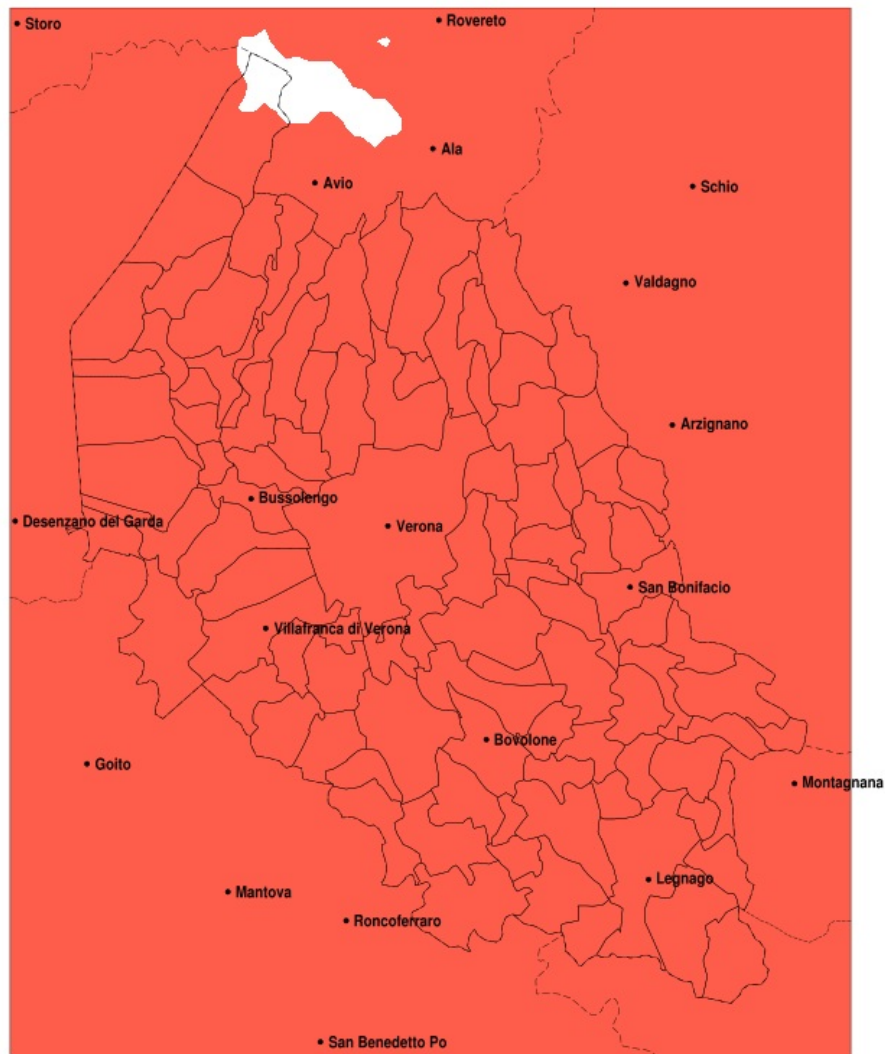 Storo
Rovereto
Ala
Avio
Schio
Valdagno
Arzignano
Bussolengo
Desenzano del Garda
Verona
San Bonifacio
Villafranca di Verona
Bovolone
Goito
Montagnana
Legnago
Mantova
Roncoferraro
San Benedetto Po